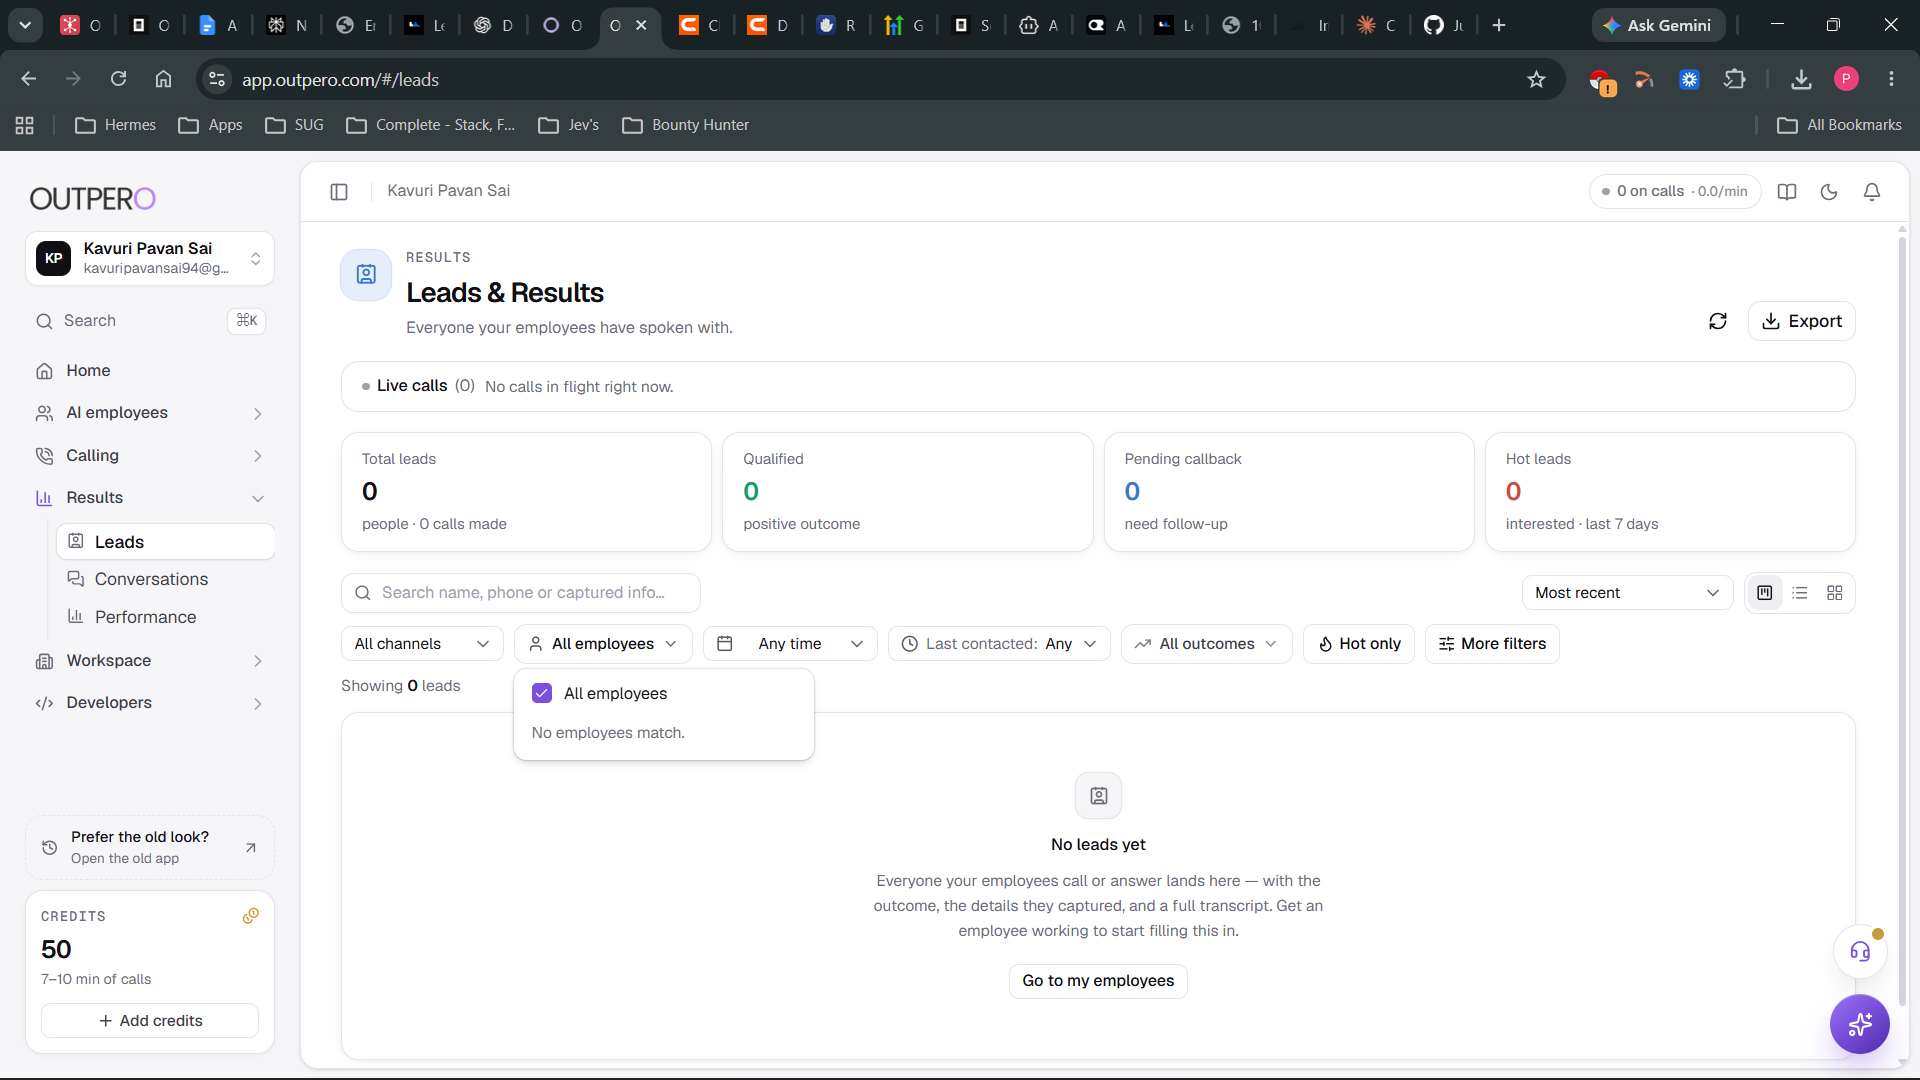 O
O
A
N
Er
Le
D
O
O
C
D
R
G
S
A
A
Le
1
Ir
C
Ju
Ask Gemini
app.outpero.com/#/leads
P
Hermes
Apps
SUG
Complete - Stack, F...
Jev's
Bounty Hunter
All Bookmarks
OUTPERO
KP
Kavuri Pavan Sai
kavuripavansai94@g...
Search
⌘K
Home
AI employees
Calling
Results
Leads
Conversations
Performance
Workspace
Developers
Prefer the old look?
Open the old app
CREDITS
50
7–10 min of calls
+ Add credits
Kavuri Pavan Sai
0 on calls · 0.0/min
RESULTS
Leads & Results
Everyone your employees have spoken with.
Export
Live calls (0) No calls in flight right now.
Total leads
0
people · 0 calls made
Qualified
0
positive outcome
Pending callback
0
need follow-up
Hot leads
0
interested · last 7 days
Search name, phone or captured info...
Most recent
All channels
All employees
Any time
Last contacted: Any
All outcomes
Hot only
More filters
Showing 0 leads
All employees
No employees match.
No leads yet
Everyone your employees call or answer lands here — with the
outcome, the details they captured, and a full transcript. Get an
employee working to start filling this in.
Go to my employees